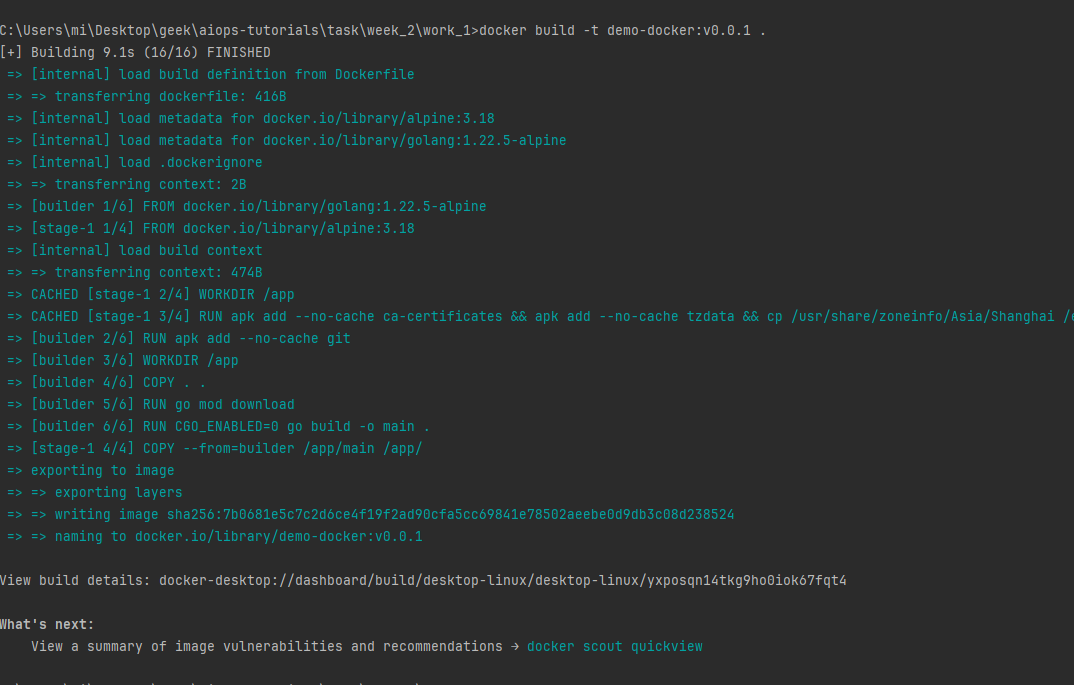 C:\Users\mi\Desktop\geek\aiops-tutorials\task\week_2\work_1>docker build -t demo-docker:v0.0.1 .
[+] Building 9.1s (16/16) FINISHED
=> [internal] load build definition from Dockerfile
=> => transferring dockerfile: 416B
=> [internal] load metadata for docker.io/library/alpine:3.18
=> [internal] load metadata for docker.io/library/golang:1.22.5-alpine
=> [internal] load .dockerignore
=> => transferring context: 2B
=> [builder 1/6] FROM docker.io/library/golang:1.22.5-alpine
=> [stage-1 1/4] FROM docker.io/library/alpine:3.18
=> [internal] load build context
=> => transferring context: 474B
=> CACHED [stage-1 2/4] WORKDIR /app
=> CACHED [stage-1 3/4] RUN apk add --no-cache ca-certificates && apk add --no-cache tzdata && cp /usr/share/zoneinfo/Asia/Shanghai /e
=> [builder 2/6] RUN apk add --no-cache git
=> [builder 3/6] WORKDIR /app
=> [builder 4/6] COPY . .
=> [builder 5/6] RUN go mod download
=> [builder 6/6] RUN CGO_ENABLED=0 go build -o main .
=> [stage-1 4/4] COPY --from=builder /app/main /app/
=> exporting to image
=> => exporting layers
=> => writing image sha256:7b0681e5c7c2d6ce4f19f2ad90cfa5cc69841e78502aeebe0d9db3c08d238524
=> => naming to docker.io/library/demo-docker:v0.0.1
View build details: docker-desktop://dashboard/build/desktop-linux/desktop-linux/yxposqn14tkg9ho0iok67fqt4
What's next:
View a summary of image vulnerabilities and recommendations → docker scout quickview